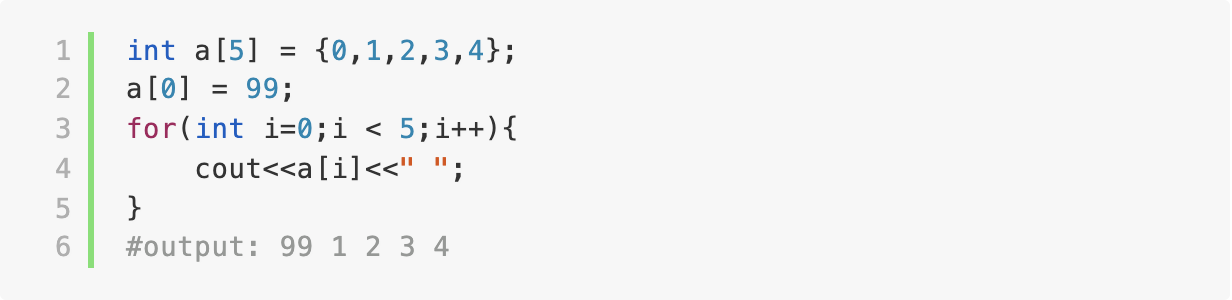 1 int a[5] = {0,1,2,3,4};
2 a[0] = 99;
3 for(int i=0;i < 5;i++){
4     cout<<a[i]<<" ";
5 }
6 #output: 99 1 2 3 4